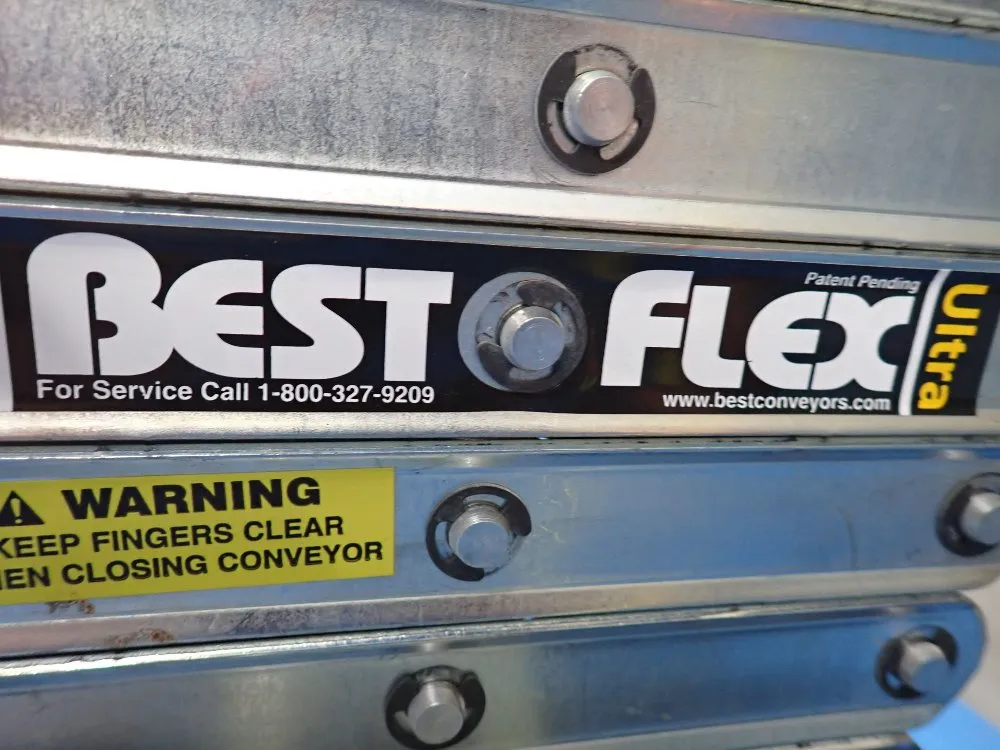 BEST FLEX
Patent Pending
Ultra
For Service Call 1-800-327-9209
www.bestconveyors.com
WARNING
KEEP FINGERS CLEAR
CLOSING CONVEYOR